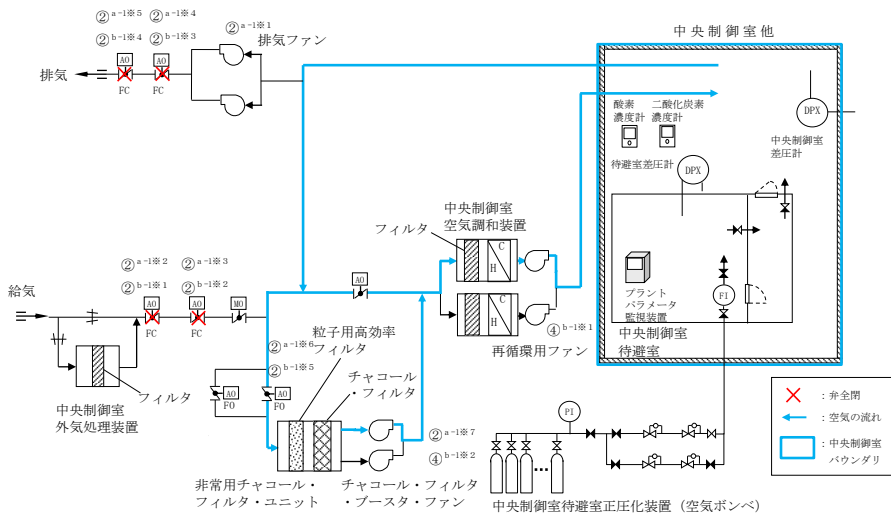 ②a-1※5 ②a-1※4
②b-1※4 ②b-1※3
AO AO
FC FC
排気
②a-1※1
排気ファン
中央制御室他
酸素
濃度計
二酸化炭素
濃度計
DPX
中央制御室
差圧計
待避室差圧計
DPX
プラント
パラメータ
監視装置
FI
中央制御室
待避室
中央制御室
空気調和装置
フィルタ
C
H
C
H
④b-1※1
再循環用ファン
AO
②a-1※2 ②a-1※3
②b-1※1 ②b-1※2
AO AO MO
FC FC
給気
フィルタ
中央制御室
外気処理装置
粒子用高効率
フィルタ
②a-1※6
②b-1※5
AO AO
FO FO
チャコール
・フィルタ
②a-1※7
④b-1※2
非常用チャコール・
フィルタ・ユニット
チャコール・フィルタ
・ブースタ・ファン
PI
…
中央制御室待避室正圧化装置（空気ボンベ）
：弁全閉
：空気の流れ
：中央制御室
バウンダリ